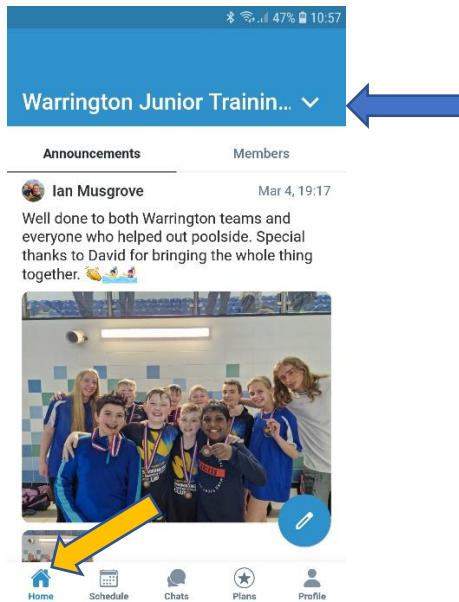 47% 10:57
Warrington Junior Trainin...
Announcements Members
Ian Musgrove Mar 4, 19:17
Well done to both Warrington teams and
everyone who helped out poolside. Special
thanks to David for bringing the whole thing
together. 👏🏊🏊
Home Schedule Chats Plans Profile